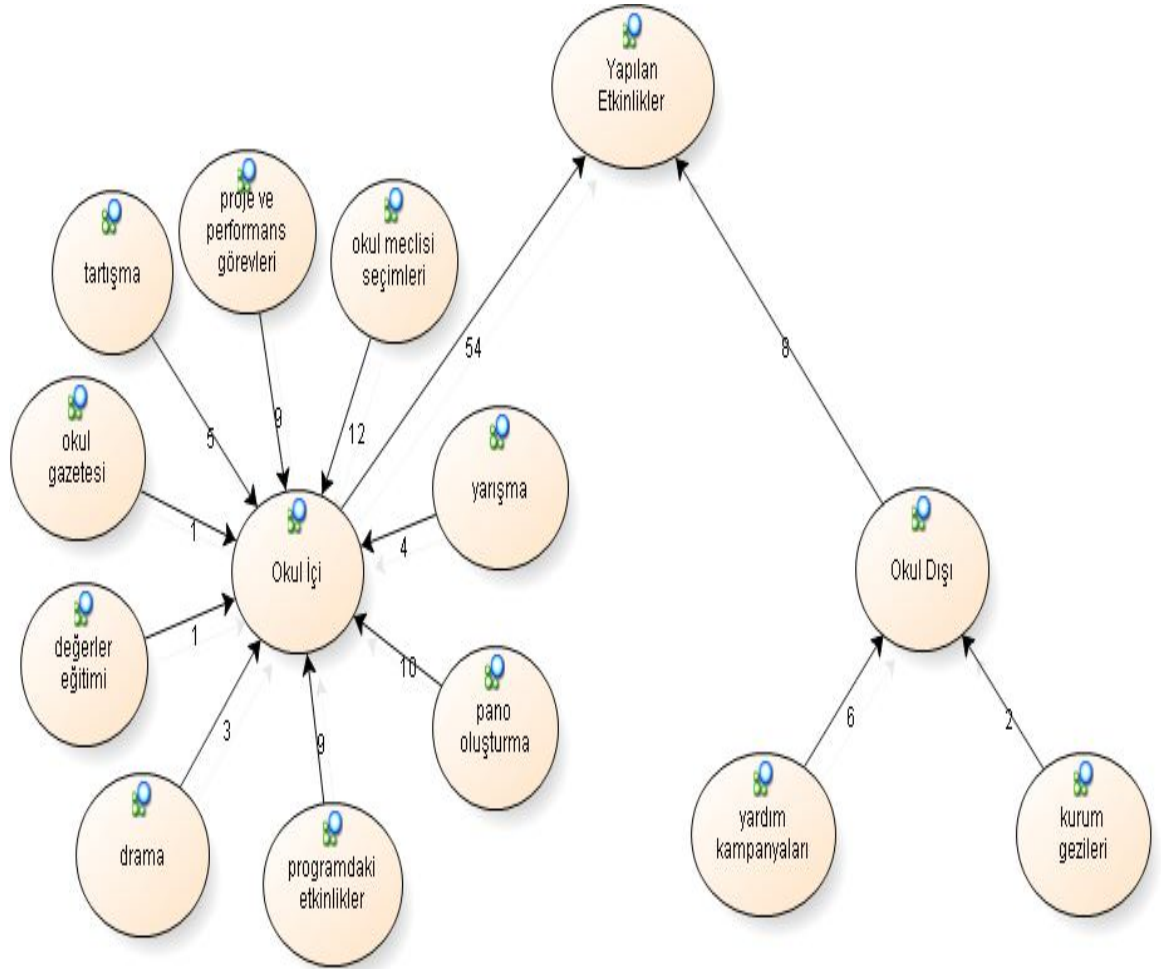 Yapılan
Etkinlikler
proje ve
performans
görevleri
okul meclisi
seçimleri
tartışma
54
8
okul
gazetesi
5
9
12
yarışma
1
4
Okul İçi
Okul Dışı
değerler
eğitimi
1
10
pano
oluşturma
3
9
6
2
drama
programdaki
etkinlikler
yardım
kampanyaları
kurum
gezileri